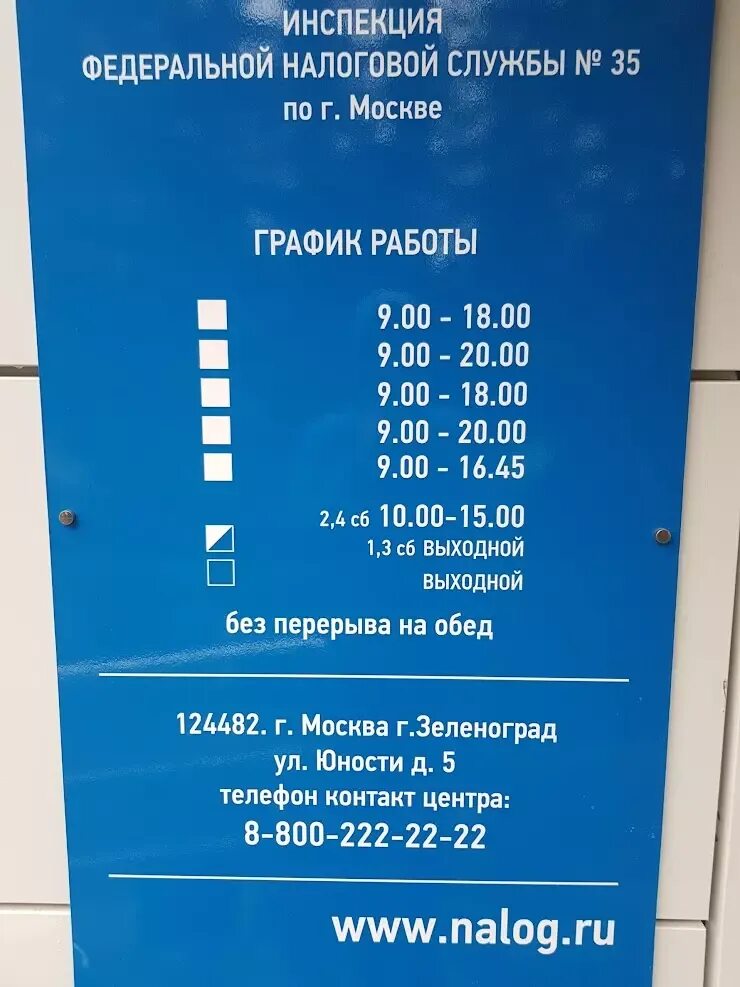 ИНСПЕКЦИЯ
ФЕДЕРАЛЬНОЙ НАЛОГОВОЙ СЛУЖБЫ № 35
по г. Москве
ГРАФИК РАБОТЫ
9.00 - 18.00
9.00 - 20.00
9.00 - 18.00
9.00 - 20.00
9.00 - 16.45
2,4 сб 10.00-15.00
1,3 сб ВЫХОДНОЙ
ВЫХОДНОЙ
без перерыва на обед
124482. г. Москва г.Зеленоград
ул. Юности д. 5
телефон контакт центра:
8-800-222-22-22
www.nalog.ru